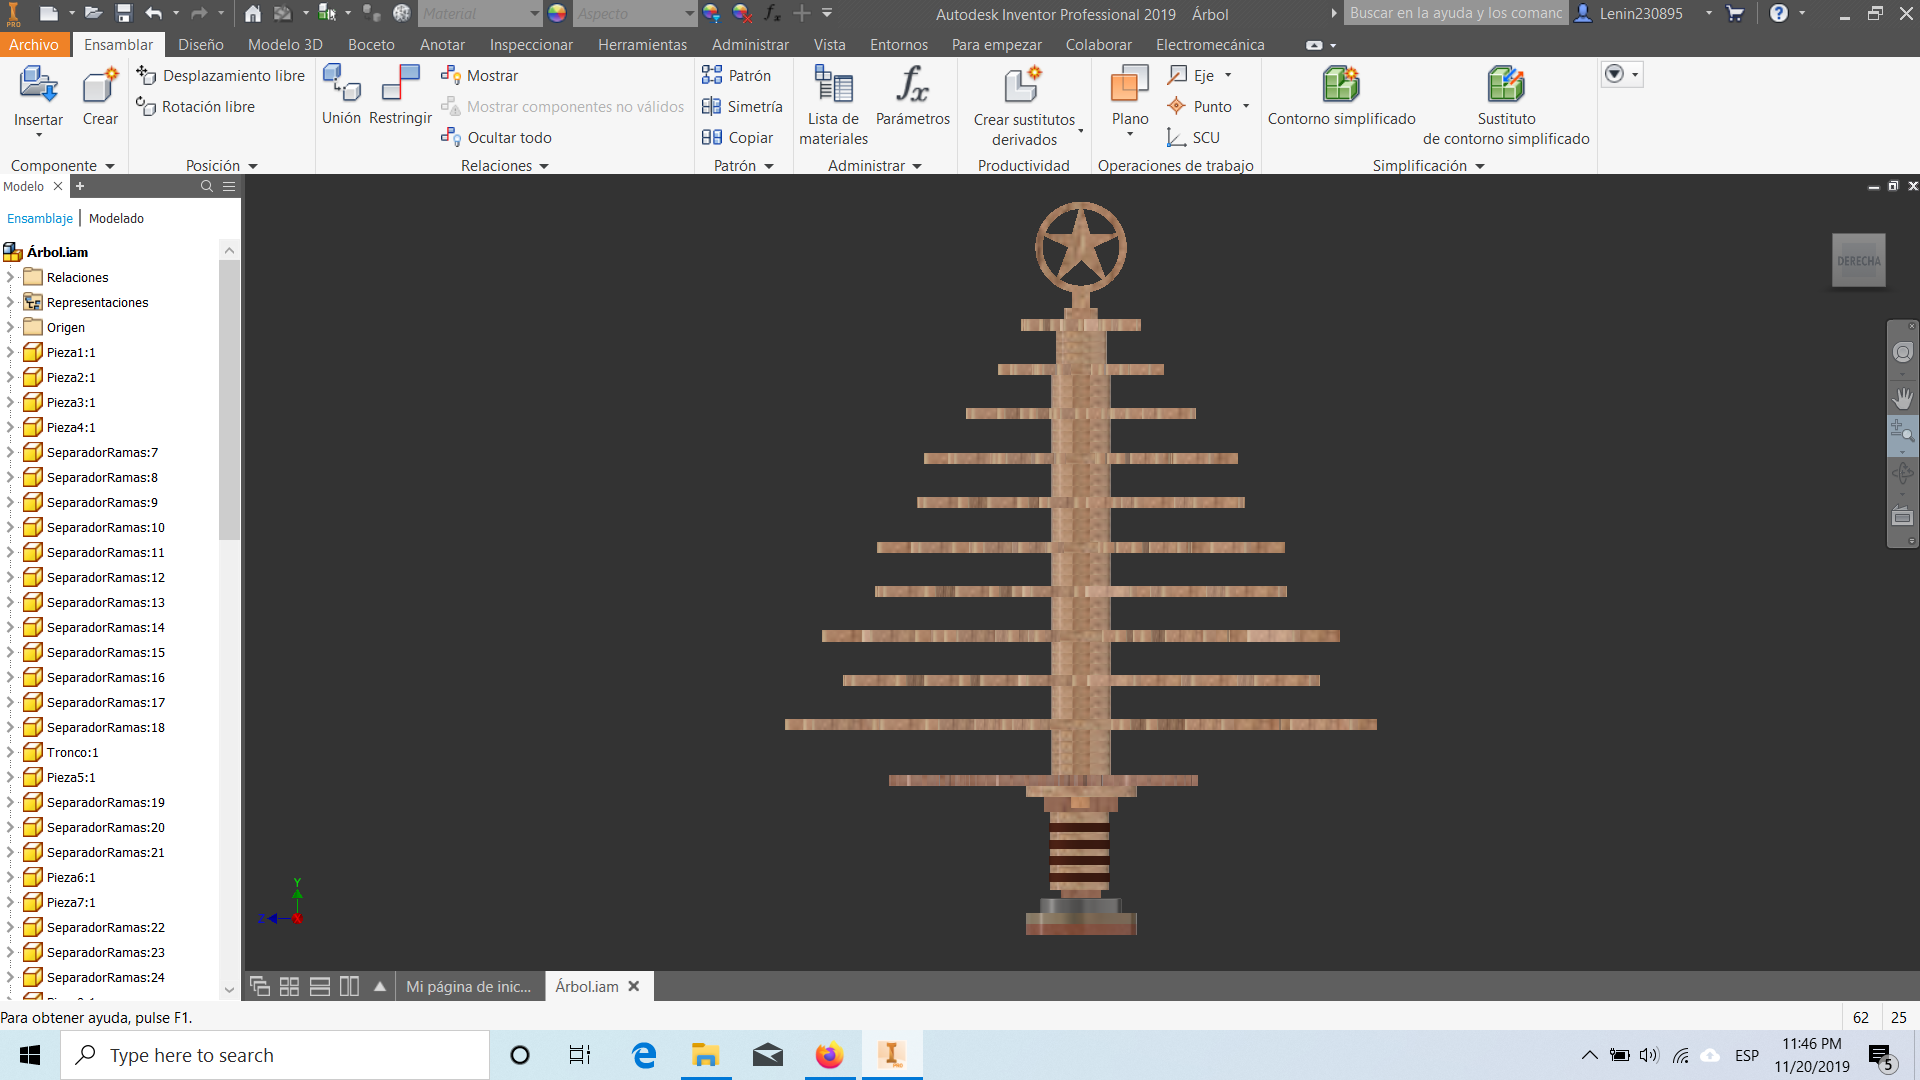 PRO
Material
Aspecto
Autodesk Inventor Professional 2019 Árbol
Buscar en la ayuda y los comanc
Lenin230895
Archivo
Ensamblar
Diseño
Modelo 3D
Boceto
Anotar
Inspeccionar
Herramientas
Administrar
Vista
Entornos
Para empezar
Colaborar
Electromecánica
Insertar
Crear
Desplazamiento libre
Rotación libre
Unión
Restringir
Mostrar
Mostrar componentes no válidos
Ocultar todo
Patrón
Simetría
Copiar
Lista de
materiales
Parámetros
Crear sustitutos
derivados
Plano
Eje
Punto
SCU
Contorno simplificado
Sustituto
de contorno simplificado
Componente
Posición
Relaciones
Patrón
Administrar
Productividad
Operaciones de trabajo
Simplificación
Modelo
Ensamblaje
Modelado
Árbol.iam
Relaciones
Representaciones
Origen
Pieza1:1
Pieza2:1
Pieza3:1
Pieza4:1
SeparadorRamas:7
SeparadorRamas:8
SeparadorRamas:9
SeparadorRamas:10
SeparadorRamas:11
SeparadorRamas:12
SeparadorRamas:13
SeparadorRamas:14
SeparadorRamas:15
SeparadorRamas:16
SeparadorRamas:17
SeparadorRamas:18
Tronco:1
Pieza5:1
SeparadorRamas:19
SeparadorRamas:20
SeparadorRamas:21
Pieza6:1
Pieza7:1
SeparadorRamas:22
SeparadorRamas:23
SeparadorRamas:24
DERECHA
Y
Z
Mi página de inic...
Árbol.iam
Para obtener ayuda, pulse F1.
62
25
Type here to search
ESP
11:46 PM
11/20/2019
5